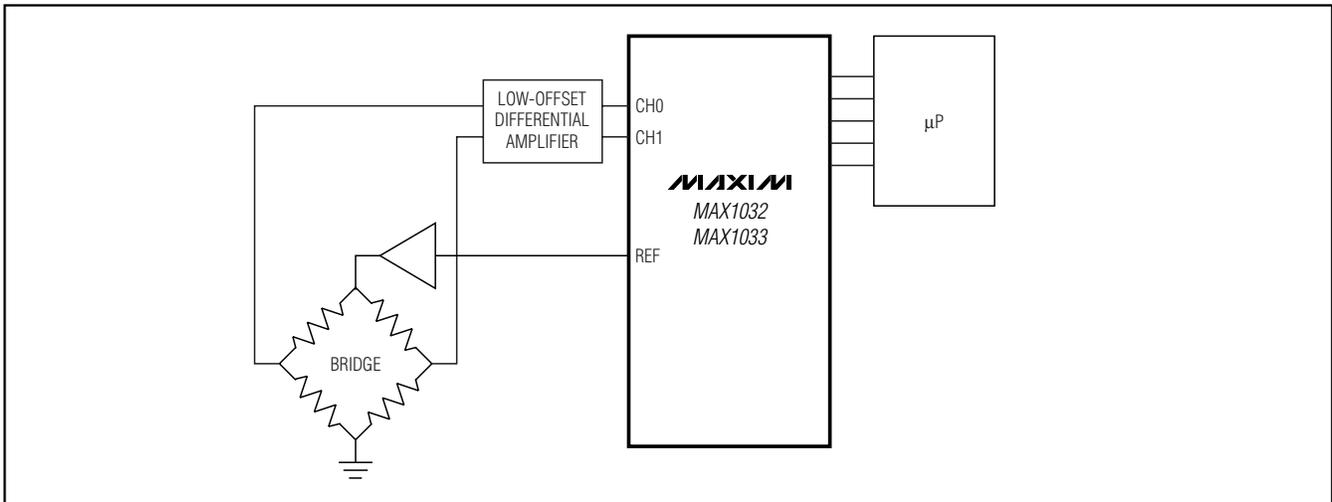 LOW-OFFSET
DIFFERENTIAL
AMPLIFIER
CH0
CH1
MAXIM
MAX1032
MAX1033
REF
BRIDGE
µP